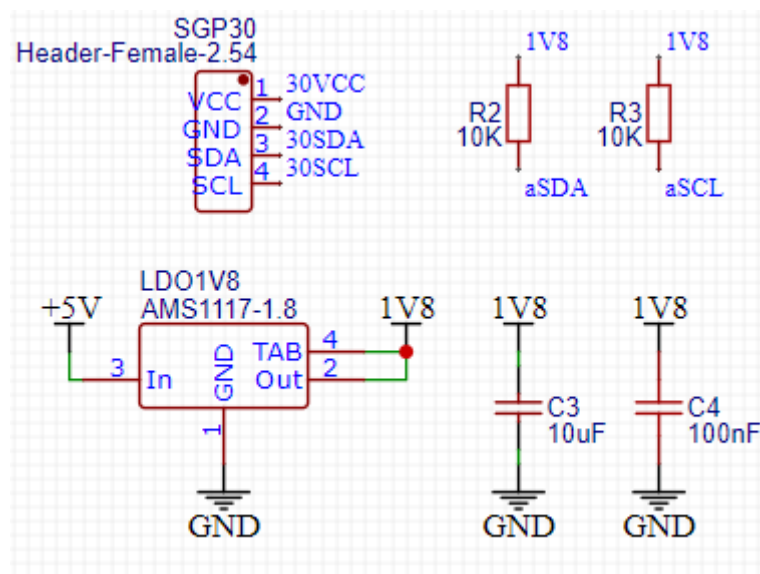 SGP30
Header-Female-2.54
VCC 1 30VCC
GND 2 GND
SDA 3 30SDA
SCL 4 30SCL
1V8
R2
10K
aSDA
1V8
R3
10K
aSCL
LDO1V8
AMS1117-1.8
+5V
3 In
GND
1
TAB 4
Out 2
1V8
GND
1V8
C3
10uF
GND
1V8
C4
100nF
GND